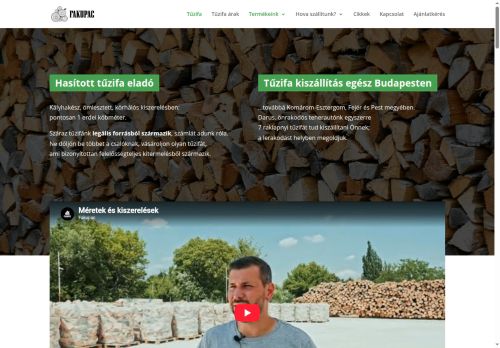 FAKUPAC
Tűzifa
Tűzifa árak
Termékeink
Hova szállítunk?
Cikkek
Kapcsolat
Ajánlatkérés
Hasított tűzifa eladó
Kályhakész, ömlesztett, körhálós kiszerelésben:
pontosan 1 erdei köbméter.
Száraz tűzifánk legális forrásból származik, számlát adunk róla.
Ne dőljön be többet a csalóknak, vásároljon olyan tűzifát,
ami bizonyítottan felelősségteljes kitermelésből származik.
Tűzifa kiszállítás egész Budapesten
...továbbá Komárom-Esztergom, Fejér és Pest megyében.
Darus, önrakodós teherautónk egyszerre
7 raklapnyi tűzifát tud kiszállítani Önnek;
a lerakodást helyben megoldjuk.
Méretek és kiszerelések